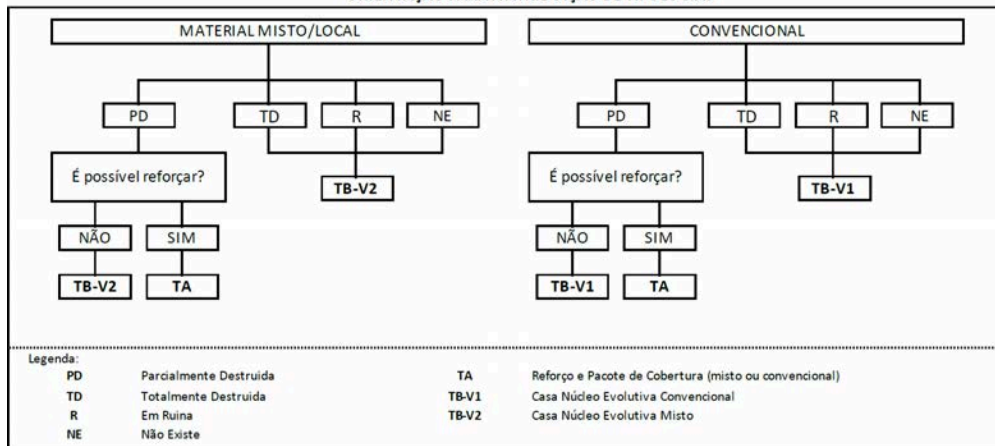 MATERIAL MISTO/LOCAL
PD TD R NE
É possível reforçar?
TB-V2
NÃO SIM
TB-V2 TA
CONVENCIONAL
PD TD R NE
É possível reforçar?
TB-V1
NÃO SIM
TB-V1 TA
Legenda:
PD Parcialmente Destruida
TD Totalmente Destruida
R Em Ruina
NE Não Existe
TA Reforço e Pacote de Cobertura (misto ou convencional)
TB-V1 Casa Núcleo Evolutiva Convencional
TB-V2 Casa Núcleo Evolutiva Misto